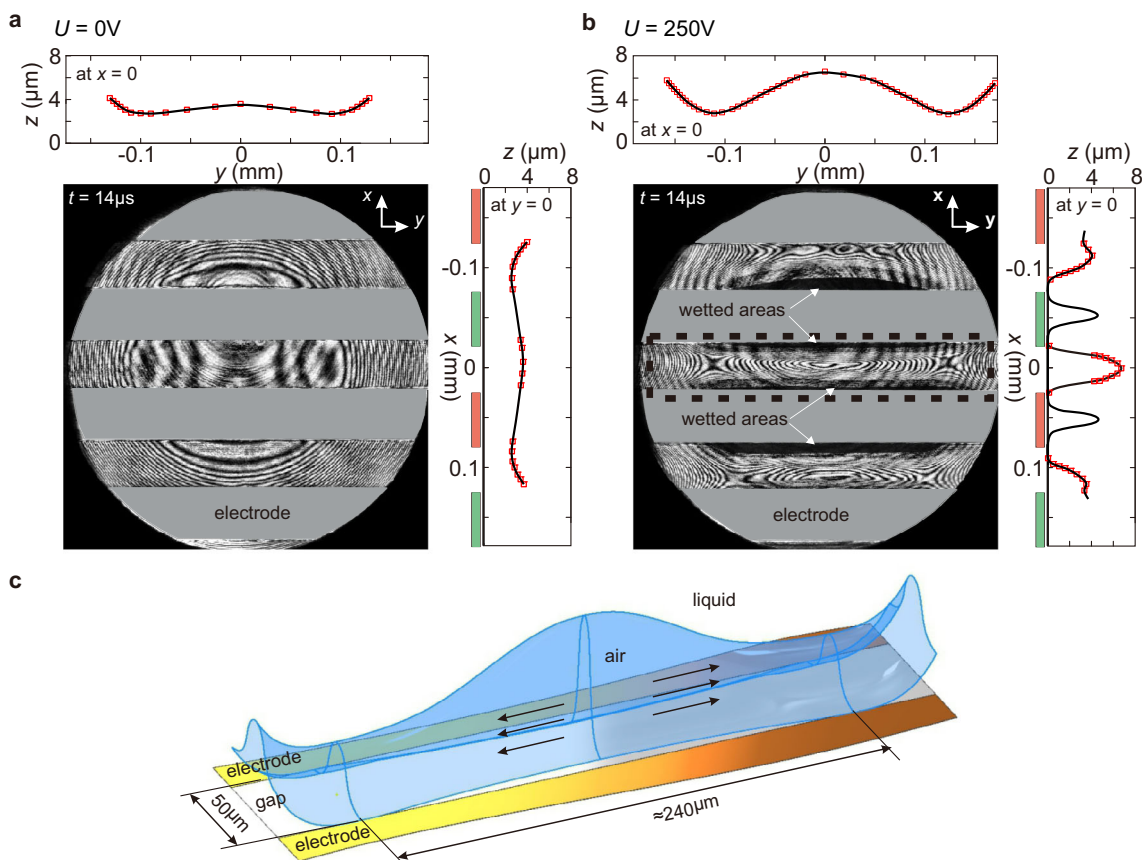 a
U = 0V
8
4
0
z (μm)
at x = 0
-0.1
0
0.1
y (mm)
t = 14μs
x
y
electrode
z (μm)
0
4
8
at y = 0
-0.1
0
0.1
x (mm)
b
U = 250V
8
4
0
z (μm)
at x = 0
-0.1
0
0.1
y (mm)
t = 14μs
x
y
wetted areas
wetted areas
electrode
z (μm)
0
4
8
at y = 0
-0.1
0
0.1
x (mm)
c
liquid
air
electrode
gap
50μm
electrode
≈240μm